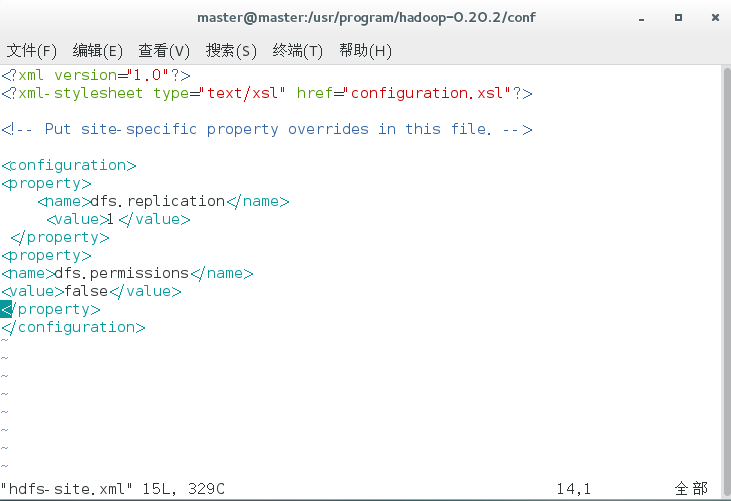 master@master:/usr/program/hadoop-0.20.2/conf
文件(F) 编辑(E) 查看(V) 搜索(S) 终端(T) 帮助(H)
<?xml version="1.0"?>
<?xml-stylesheet type="text/xsl" href="configuration.xsl"?>
<!-- Put site-specific property overrides in this file. -->
<configuration>
<property>
<name>dfs.replication</name>
<value>1 </value>
</property>
<property>
<name>dfs.permissions</name>
<value>false</value>
</property>
</configuration>
~
~
~
~
~
~
~
~
"hdfs-site.xml" 15L, 329C 14,1 全部